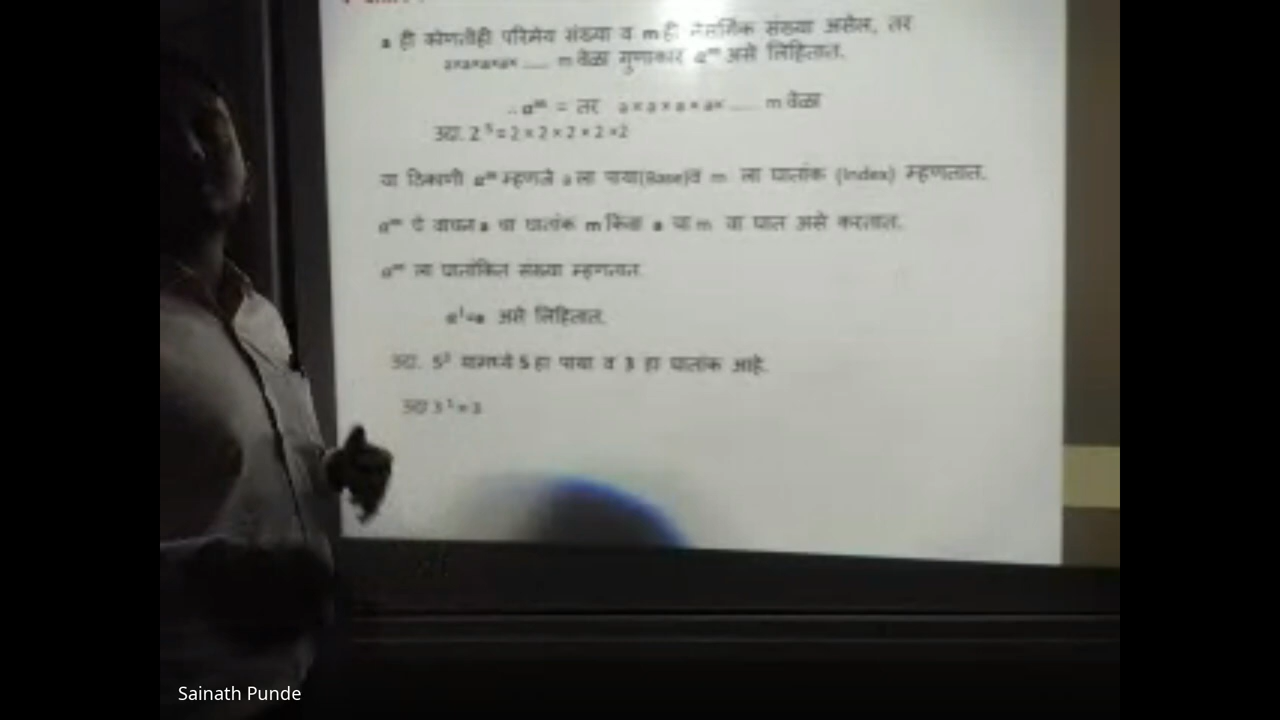 a ही कोणतीही परिमेय संख्या व m ही नैसर्गिक संख्या असेल, तर
a×a×a×a× ...... m वेळा गुणाकार aᵐ असे लिहितात.
∴ aᵐ = तर a × a × a × a× ...... m वेळा
उदा. 2⁵ = 2 × 2 × 2 × 2 ×2
या ठिकाणी aᵐ म्हणजे a ला पाया(Base)व m ला घातांक (Index) म्हणतात.
aᵐ चे वाचन a चा घातांक m किंवा a चा m वा घात असे करतात.
aᵐ ला घातांकित संख्या म्हणतात.
a¹=a असे लिहितात.
उदा. 5³ यामध्ये 5 हा पाया व 3 हा घातांक आहे.
उदा 3¹=3
Sainath Punde